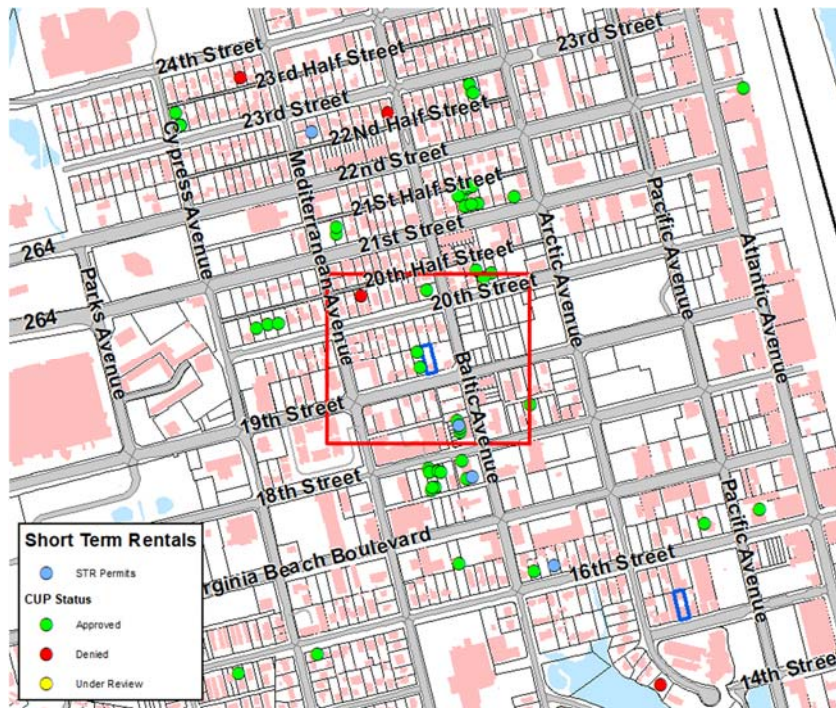 24th Street
23rd Half Street
23rd Street
23rd Street
22Nd Half Street
22nd Street
21St Half Street
21st Street
20th Half Street
20th Street
264
264
Parks Avenue
Cypress Avenue
Mediterranean Avenue
Baltic Avenue
Arctic Avenue
Pacific Avenue
Atlantic Avenue
19th Street
18th Street
irginia Beach Boulevard
16th Street
Pacific Avenue
14th Stree
Short Term Rentals
STR Permits
CUP Status
Approved
Denied
Under Review